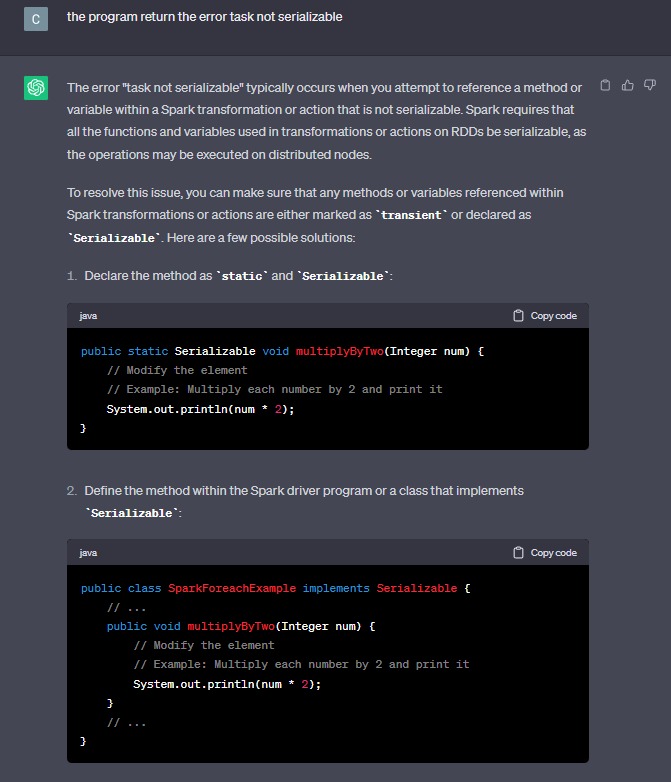 C
the program return the error task not serializable
The error "task not serializable" typically occurs when you attempt to reference a method or
variable within a Spark transformation or action that is not serializable. Spark requires that
all the functions and variables used in transformations or actions on RDDs be serializable, as
the operations may be executed on distributed nodes.
To resolve this issue, you can make sure that any methods or variables referenced within
Spark transformations or actions are either marked as `transient` or declared as
`Serializable`. Here are a few possible solutions:
1. Declare the method as `static` and `Serializable`:
java Copy code
public static Serializable void multiplyByTwo(Integer num) {
// Modify the element
// Example: Multiply each number by 2 and print it
System.out.println(num * 2);
}
2. Define the method within the Spark driver program or a class that implements
`Serializable`:
java Copy code
public class SparkForeachExample implements Serializable {
// ...
public void multiplyByTwo(Integer num) {
// Modify the element
// Example: Multiply each number by 2 and print it
System.out.println(num * 2);
}
// ...
}